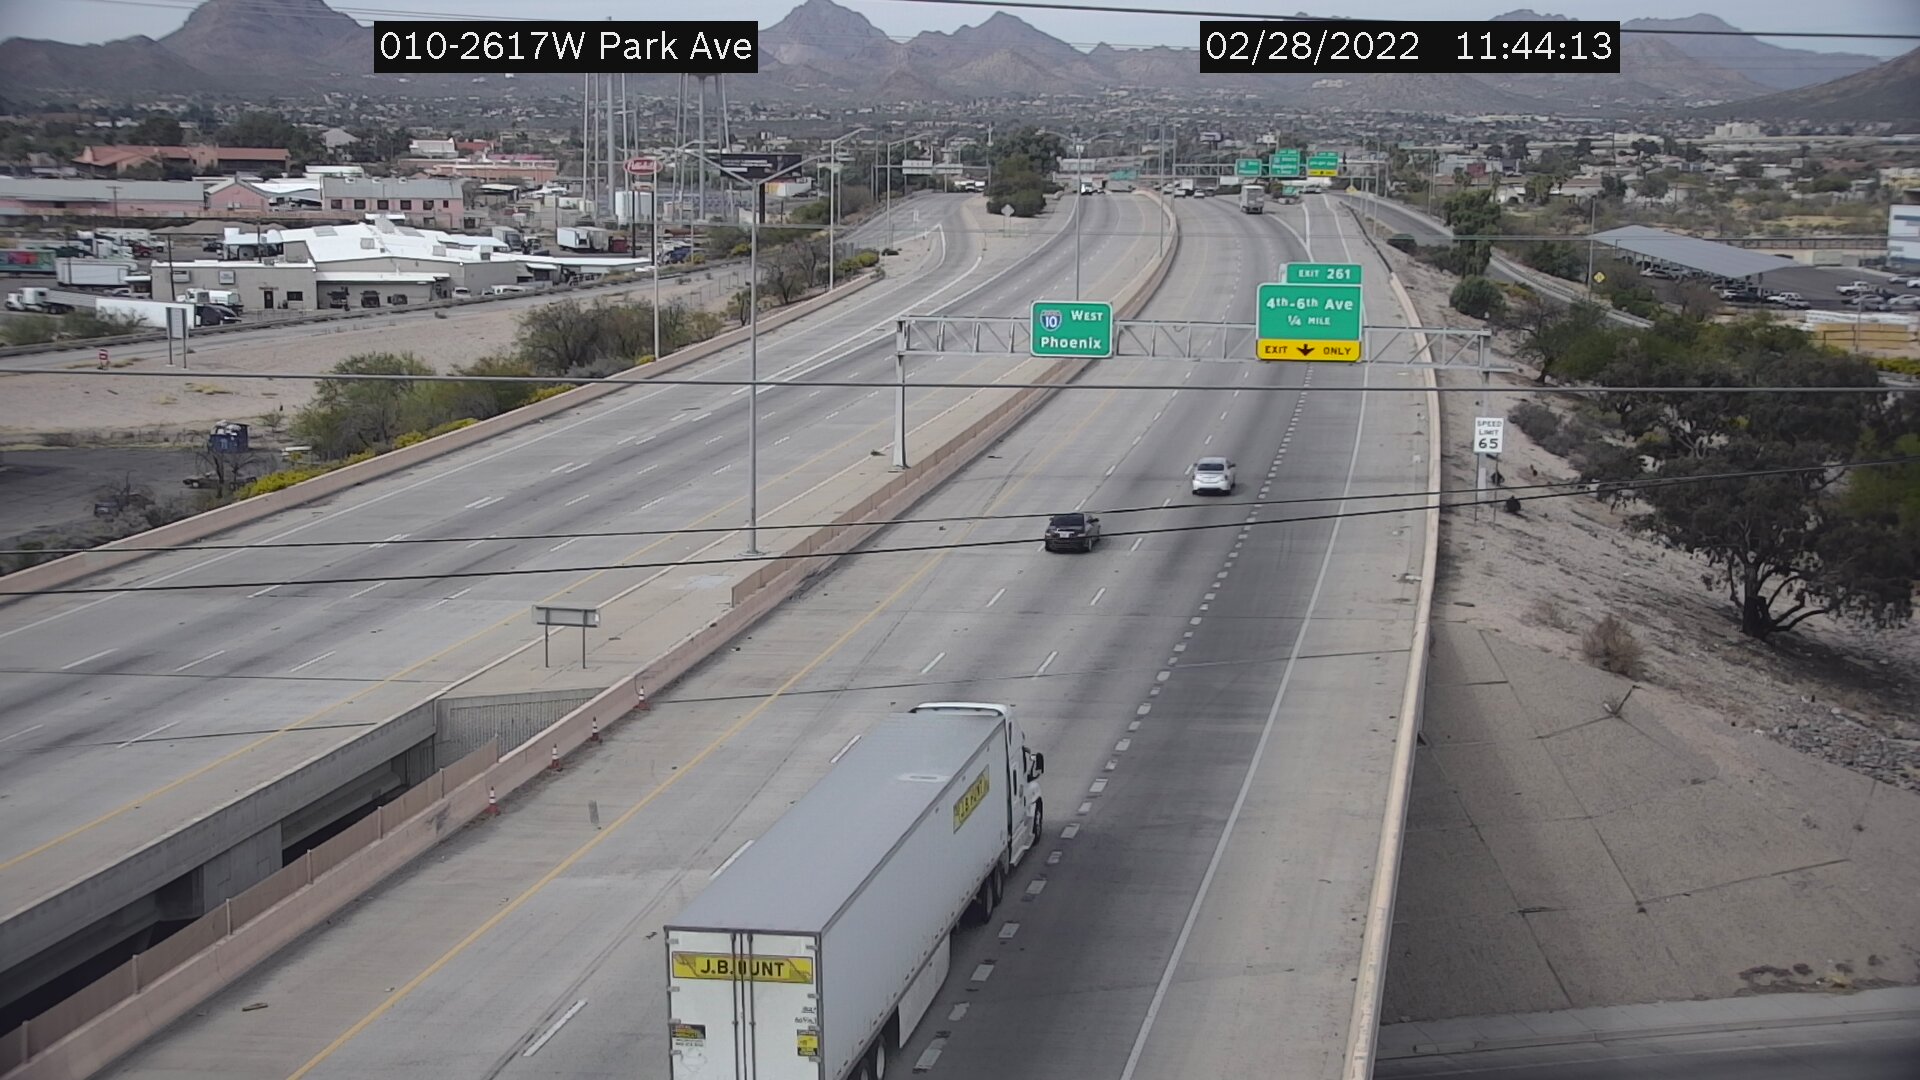 010-2617W Park Ave
02/28/2022 11:44:13
EXIT 261
4th-6th Ave
1/4 MILE
EXIT ONLY
10 WEST
Phoenix
SPEED
LIMIT
65
J.B. HUNT
J.B. HUNT